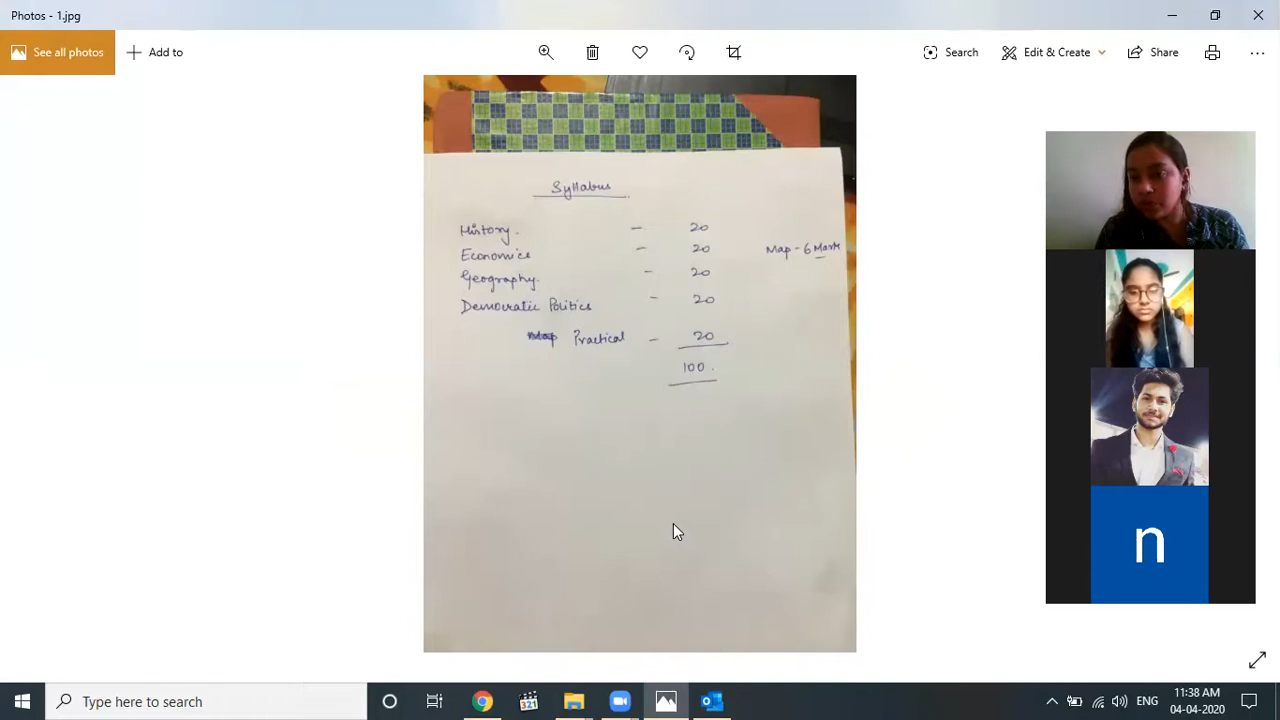 Photos - 1.jpg
See all photos
Add to
Search
Edit & Create
Share
Syllabus
History - 20
Economics - 20 Map - 6 Mark
Geography. - 20
Democratic Politics - 20
Map Practical - 20
100.
n
Type here to search
321
ENG
11:38 AM
04-04-2020